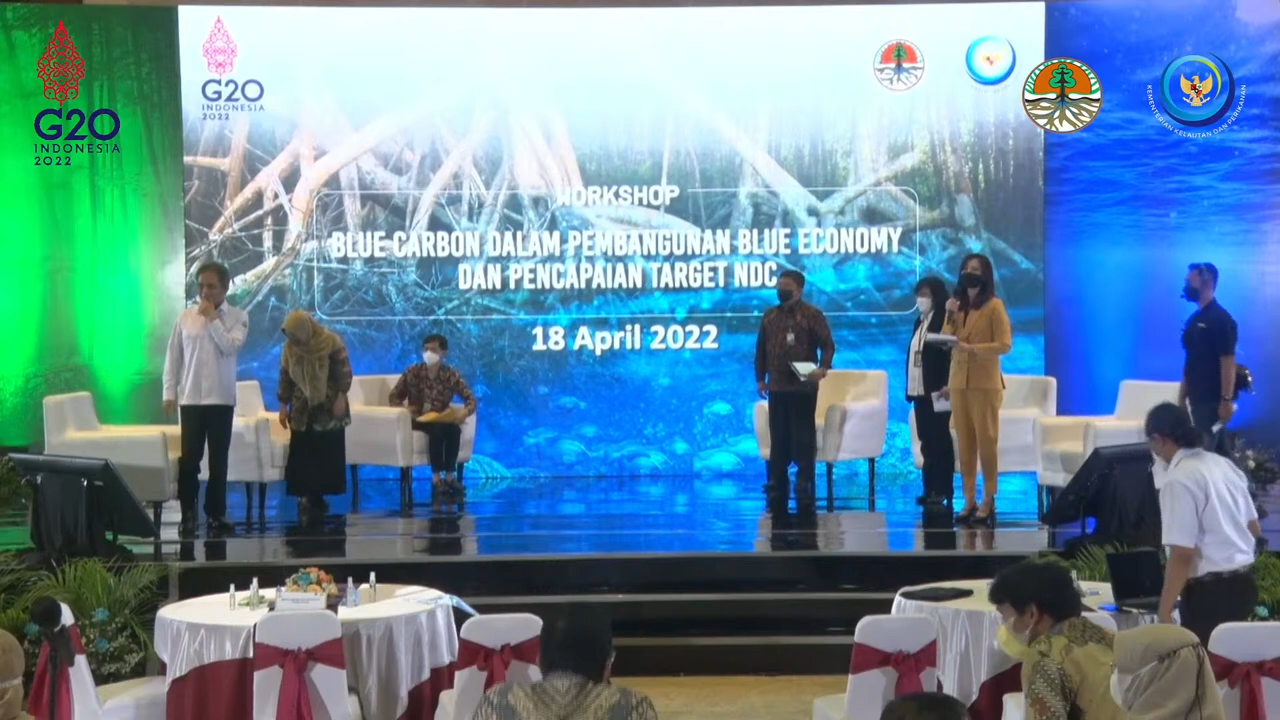 G20
INDONESIA
2022
G20
INDONESIA
2022
KEMENTERIAN KELAUTAN DAN PERIKANAN
WORKSHOP
BLUE CARBON DALAM PEMBANGUNAN BLUE ECONOMY
DAN PENCAPAIAN TARGET NDC
18 April 2022